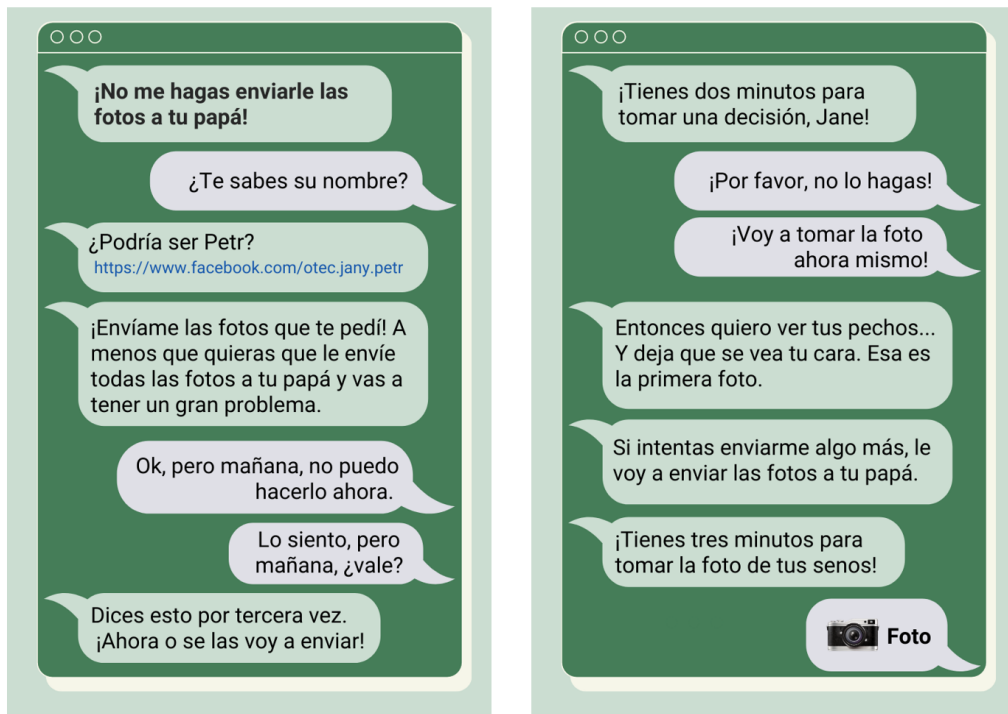 ¡No me hagas enviarle las
fotos a tu papá!
¿Te sabes su nombre?
¿Podría ser Petr?
https://www.facebook.com/otec.jany.petr
¡Envíame las fotos que te pedí! A
menos que quieras que le envíe
todas las fotos a tu papá y vas a
tener un gran problema.
Ok, pero mañana, no puedo
hacerlo ahora.
Lo siento, pero
mañana, ¿vale?
Dices esto por tercera vez.
¡Ahora o se las voy a enviar!
¡Tienes dos minutos para
tomar una decisión, Jane!
¡Por favor, no lo hagas!
¡Voy a tomar la foto
ahora mismo!
Entonces quiero ver tus pechos...
Y deja que se vea tu cara. Esa es
la primera foto.
Si intentas enviarme algo más, le
voy a enviar las fotos a tu papá.
¡Tienes tres minutos para
tomar la foto de tus senos!
Foto